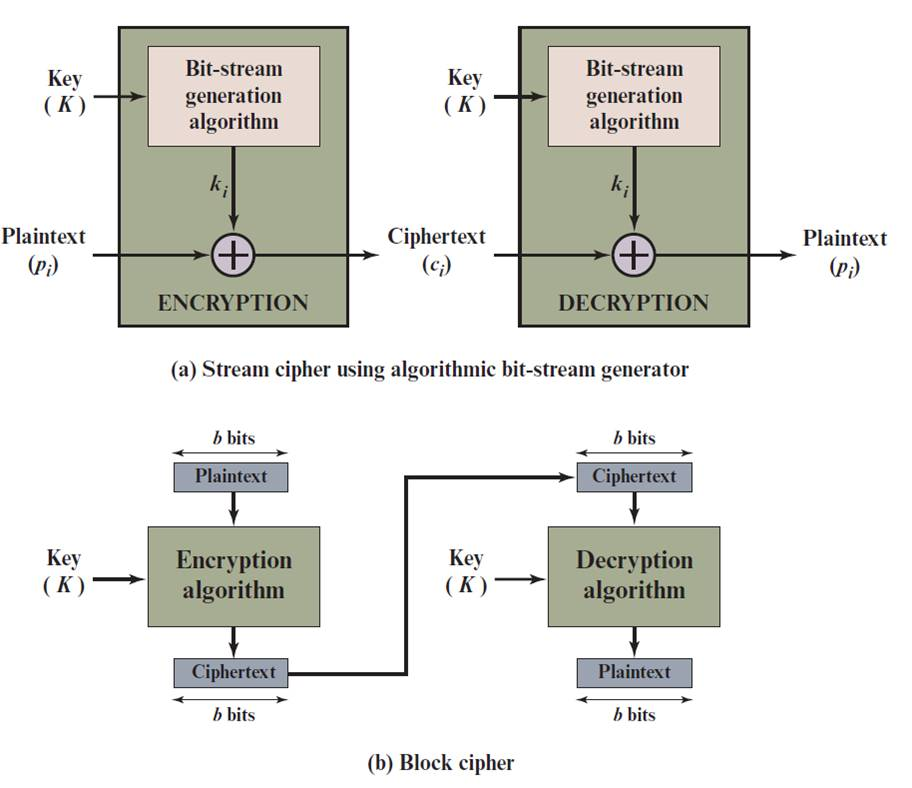 Key
(K)
Bit-stream
generation
algorithm
k_i
Plaintext
(p_i)
+
ENCRYPTION
Ciphertext
(c_i)
Key
(K)
Bit-stream
generation
algorithm
k_i
+
DECRYPTION
Plaintext
(p_i)
(a) Stream cipher using algorithmic bit-stream generator
b bits
Plaintext
Key
(K)
Encryption
algorithm
Ciphertext
b bits
b bits
Ciphertext
Key
(K)
Decryption
algorithm
Plaintext
b bits
(b) Block cipher